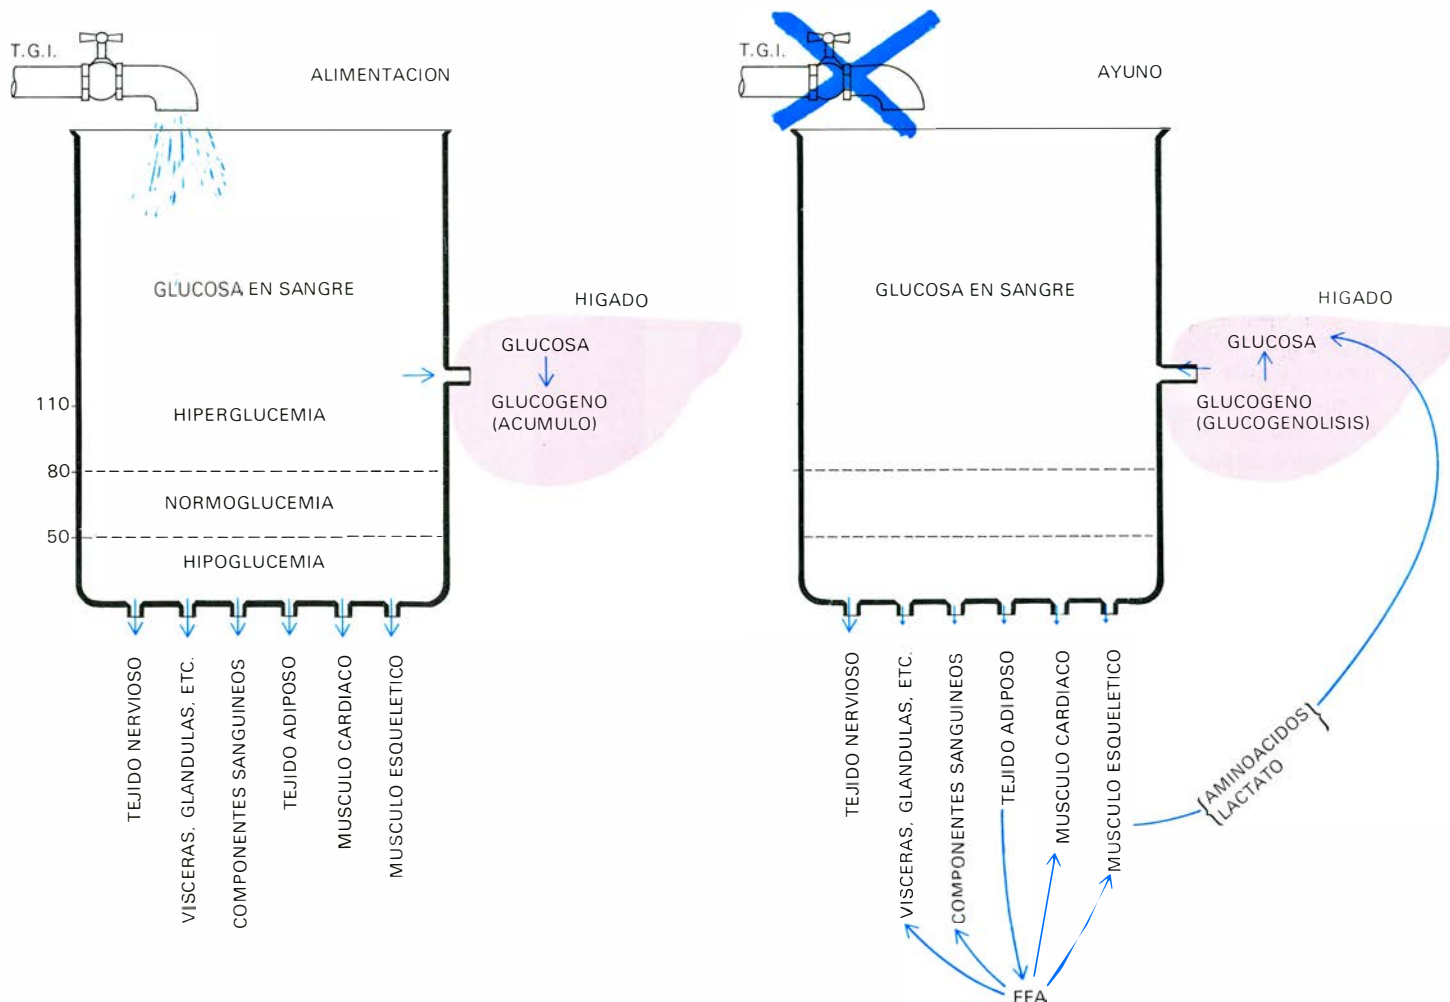 T.G.I.
ALIMENTACION
GLUCOSA EN SANGRE
HIGADO
GLUCOSA
GLUCOGENO
(ACUMULO)
110
HIPERGLUCEMIA
80
NORMOGLUCEMIA
50
HIPOGLUCEMIA
TEJIDO NERVIOSO
VISCERAS, GLANDULAS, ETC.
COMPONENTES SANGUINEOS
TEJIDO ADIPOSO
MUSCULO CARDIACO
MUSCULO ESQUELETICO
T.G.I.
AYUNO
GLUCOSA EN SANGRE
HIGADO
GLUCOSA
GLUCOGENO
(GLUCOGENOLISIS)
TEJIDO NERVIOSO
VISCERAS, GLANDULAS, ETC.
COMPONENTES SANGUINEOS
TEJIDO ADIPOSO
MUSCULO CARDIACO
MUSCULO ESQUELETICO
AMINOACIDOS
LACTATO
FFA